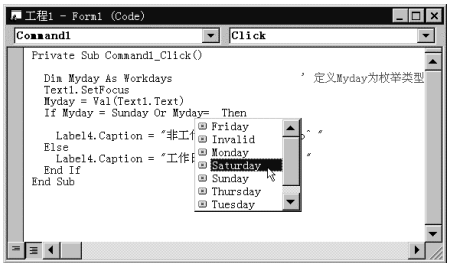 工程1 - Form1 (Code)
Command1 Click
Private Sub Command1_Click()
Dim Myday As Workdays ' 定义Myday为枚举类型
Text1.SetFocus
Myday = Val(Text1.Text)
If Myday = Sunday Or Myday= Then
Label4.Caption = "非工
Else
Label4.Caption = "工作
End If
End Sub
Friday
Invalid
Monday
Saturday
Sunday
Thursday
Tuesday